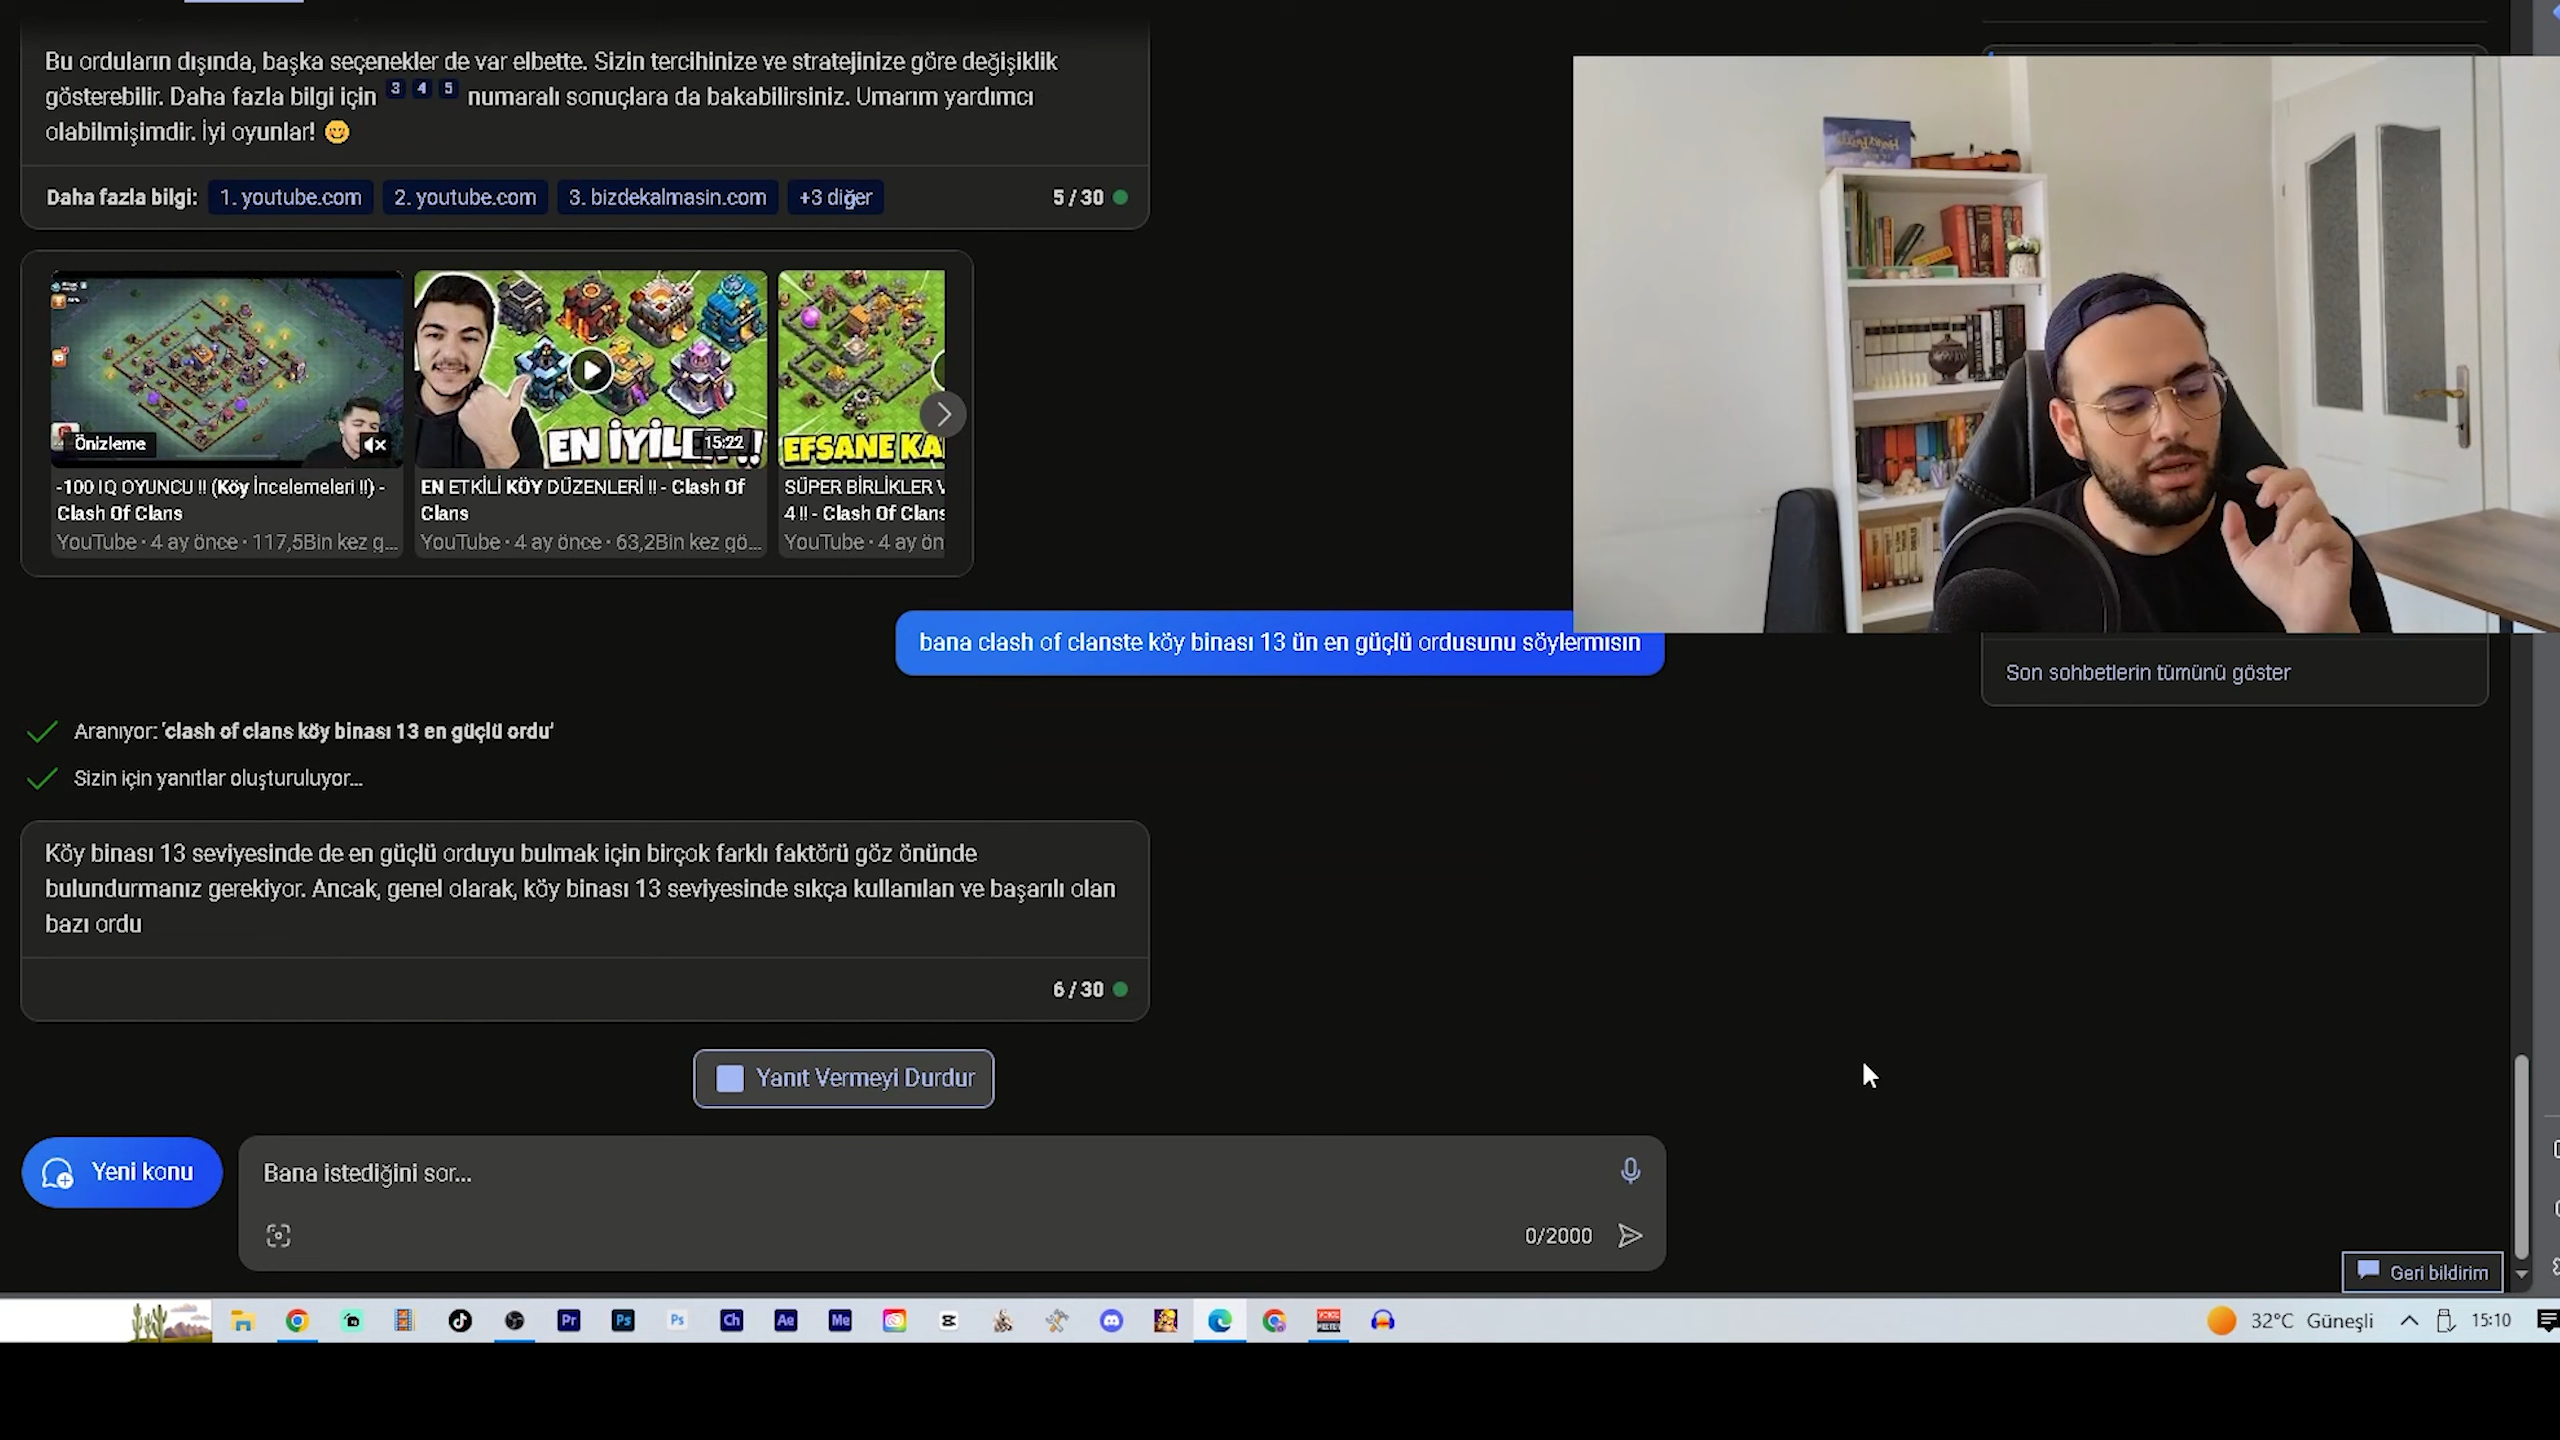 Bu orduların dışında, başka seçenekler de var elbette. Sizin tercihinize ve stratejinize göre değişiklik
gösterebilir. Daha fazla bilgi için 3 4 5 numaralı sonuçlara da bakabilirsiniz. Umarım yardımcı
olabilmişimdir. İyi oyunlar!
Daha fazla bilgi: 1. youtube.com 2. youtube.com 3. bizdekalmasin.com +3 diğer 5 / 30
Önizleme
EN İYİLE
15:22
!!
EFSANE KA
-100 IQ OYUNCU !! (Köy İncelemeleri !!) -
Clash Of Clans
YouTube · 4 ay önce · 117,5Bin kez g...
EN ETKİLİ KÖY DÜZENLERİ !! - Clash Of
Clans
YouTube · 4 ay önce · 63,2Bin kez gö...
SÜPER BİRLİKLER V
4 !! - Clash Of Clans
YouTube · 4 ay ön
bana clash of clanste köy binası 13 ün en güçlü ordusunu söylermisin
Son sohbetlerin tümünü göster
Aranıyor: 'clash of clans köy binası 13 en güçlü ordu'
Sizin için yanıtlar oluşturuluyor...
Köy binası 13 seviyesinde de en güçlü orduyu bulmak için birçok farklı faktörü göz önünde
bulundurmanız gerekiyor. Ancak, genel olarak, köy binası 13 seviyesinde sıkça kullanılan ve başarılı olan
bazı ordu
6 / 30
Yanıt Vermeyi Durdur
Yeni konu
Bana istediğini sor...
0/2000
Geri bildirim
Pr Ps Ps Ch Ae Me
32°C Güneşli 15:10